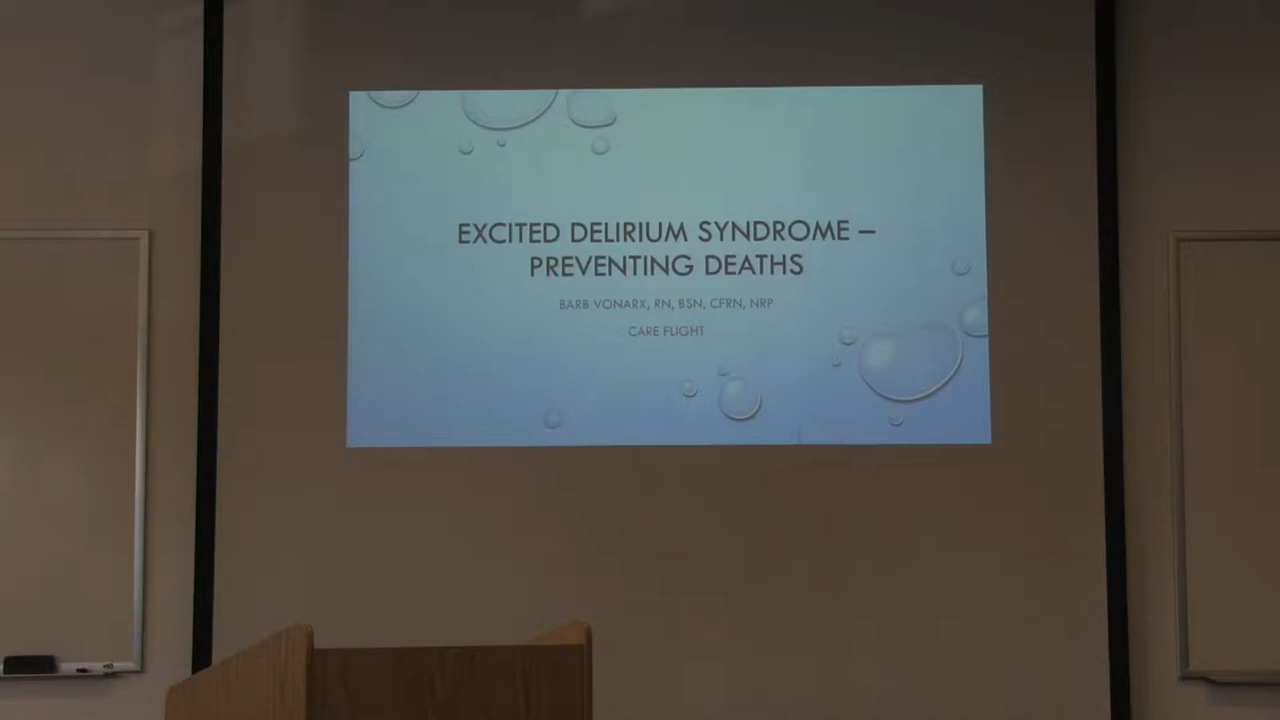 EXCITED DELIRIUM SYNDROME –
PREVENTING DEATHS
BARB VONARX, RN, BSN, CFRN, NRP
CARE FLIGHT